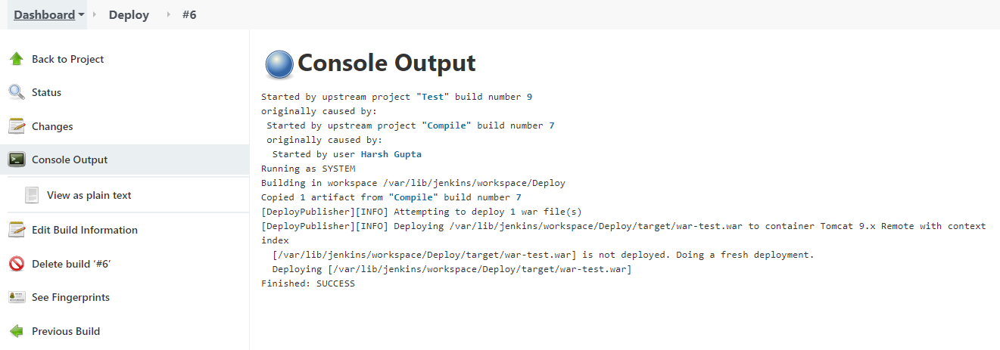 Dashboard Deploy #6
Back to Project
Status
Changes
Console Output
View as plain text
Edit Build Information
Delete build ‘#6’
See Fingerprints
Previous Build
Console Output
Started by upstream project "Test" build number 9
originally caused by:
Started by upstream project "Compile" build number 7
originally caused by:
Started by user Harsh Gupta
Running as SYSTEM
Building in workspace /var/lib/jenkins/workspace/Deploy
Copied 1 artifact from "Compile" build number 7
[DeployPublisher][INFO] Attempting to deploy 1 war file(s)
[DeployPublisher][INFO] Deploying /var/lib/jenkins/workspace/Deploy/target/war-test.war to container Tomcat 9.x Remote with context
index
[/var/lib/jenkins/workspace/Deploy/target/war-test.war] is not deployed. Doing a fresh deployment.
Deploying [/var/lib/jenkins/workspace/Deploy/target/war-test.war]
Finished: SUCCESS